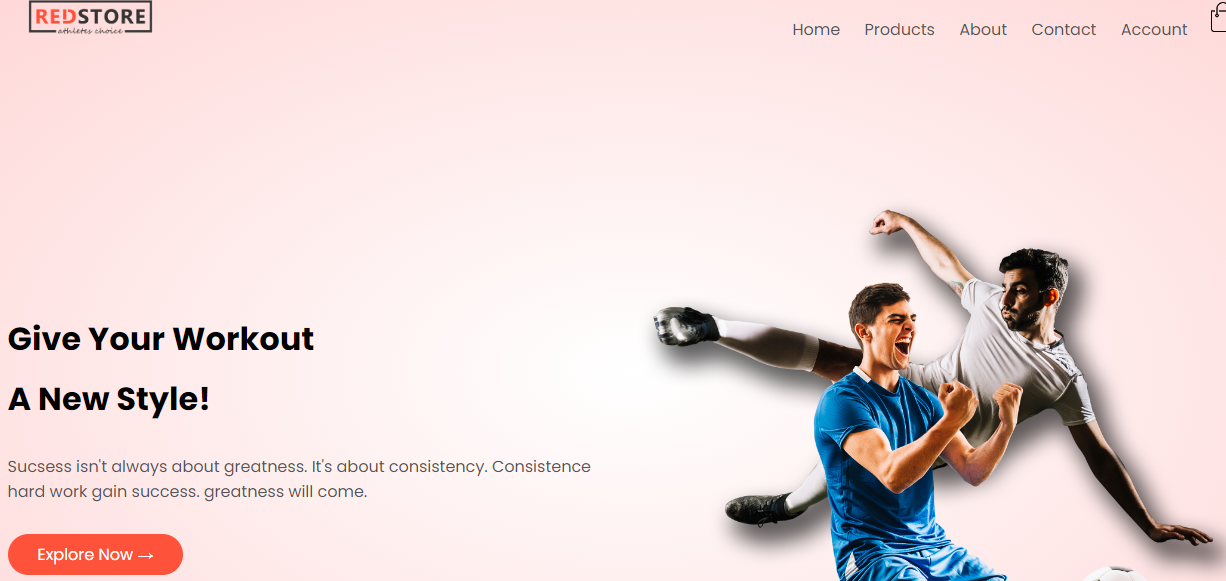 REDSTORE
athletes choice
Home Products About Contact Account
Give Your Workout
A New Style!
Sucsess isn't always about greatness. It's about consistency. Consistence
hard work gain success. greatness will come.
Explore Now →